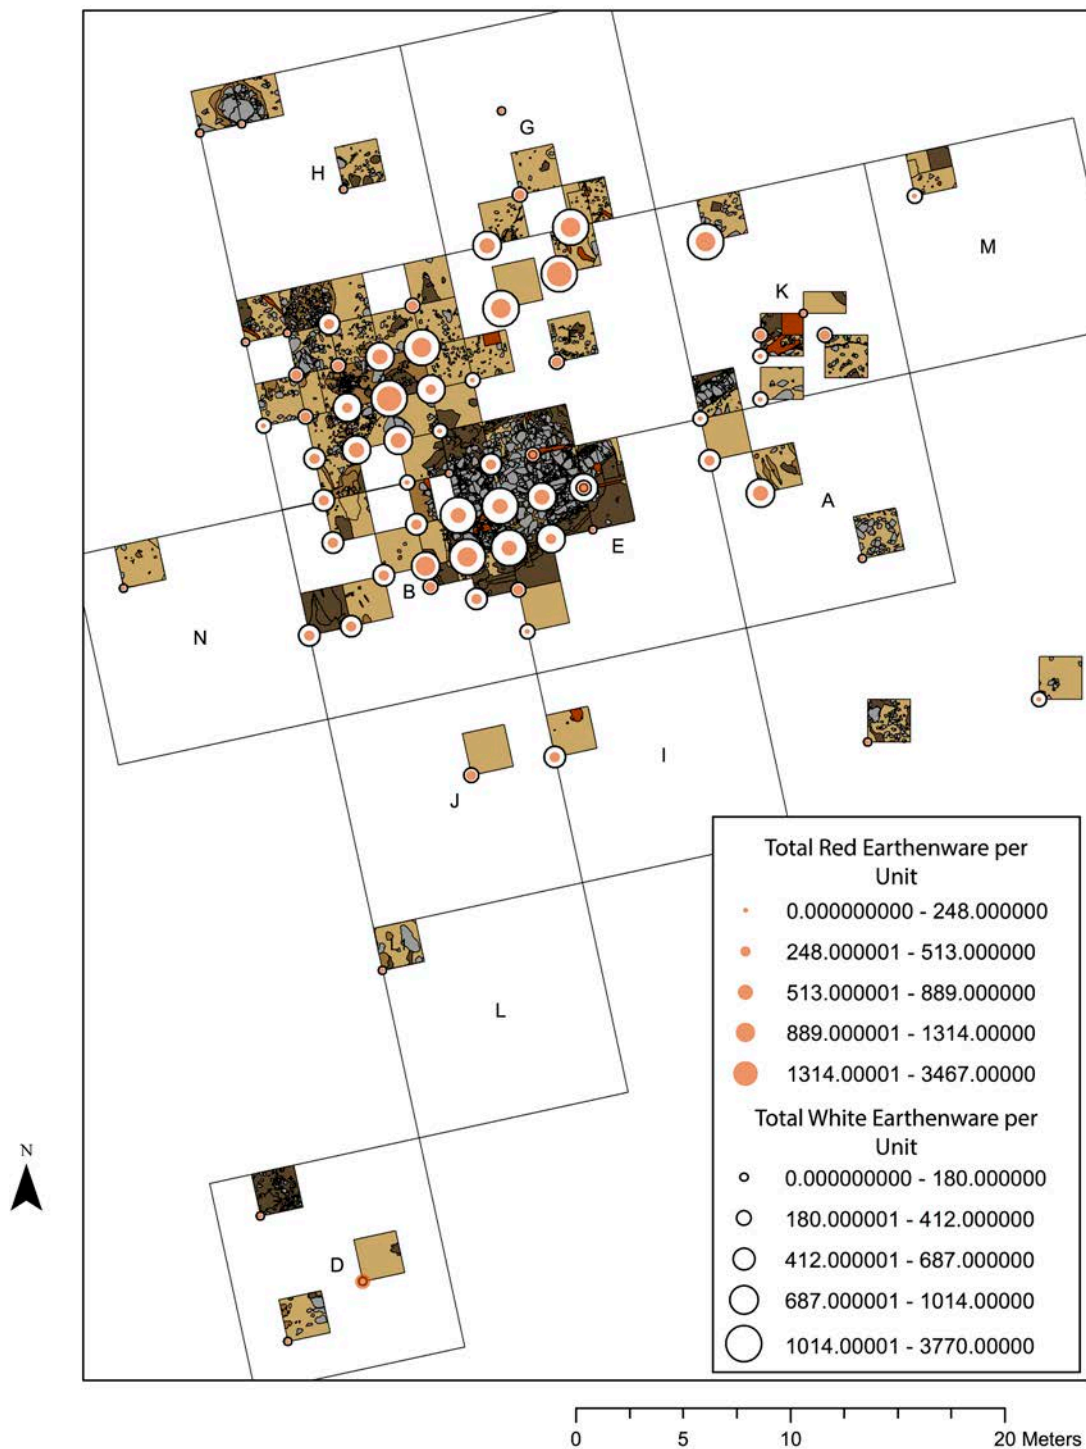 G
H
M
K
A
E
B
N
I
J
Total Red Earthenware per
Unit
0.000000000 - 248.000000
248.000001 - 513.000000
513.000001 - 889.000000
889.000001 - 1314.00000
1314.00001 - 3467.00000
L
Total White Earthenware per
Unit
0.000000000 - 180.000000
180.000001 - 412.000000
412.000001 - 687.000000
687.000001 - 1014.00000
1014.00001 - 3770.00000
N
D
0 5 10 20 Meters